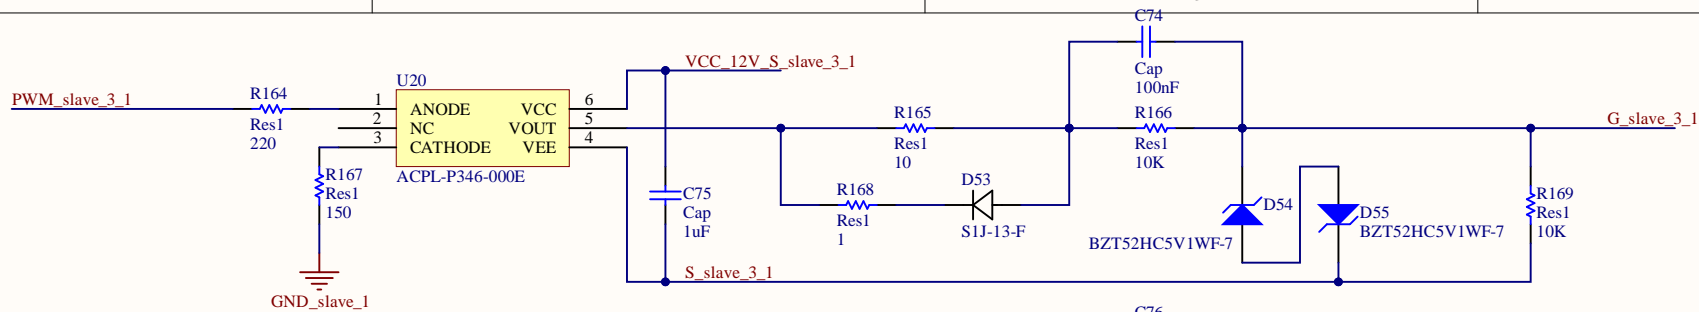 C74
Cap
100nF
VCC_12V_S_slave_3_1
U20
PWM_slave_3_1
R164
Res1
220
1
2
3
ANODE
NC
CATHODE
VCC
VOUT
VEE
6
5
4
ACPL-P346-000E
R165
Res1
10
R166
Res1
10K
G_slave_3_1
R167
Res1
150
C75
Cap
1uF
R168
Res1
1
D53
S1J-13-F
D54
BZT52HC5V1WF-7
D55
BZT52HC5V1WF-7
R169
Res1
10K
S_slave_3_1
GND_slave_1
C76